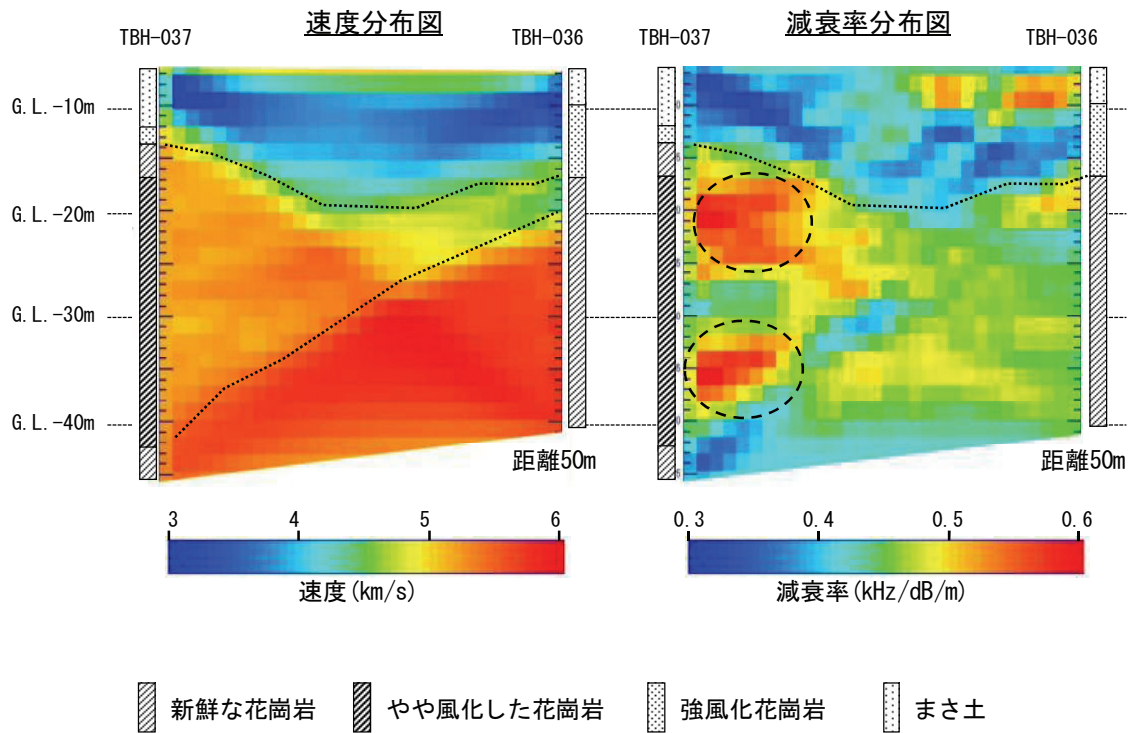 速度分布図
減衰率分布図
TBH-037
TBH-036
TBH-037
TBH-036
G.L.-10m
G.L.-20m
G.L.-30m
G.L.-40m
距離50m
距離50m
3 4 5 6
速度(km/s)
0.3 0.4 0.5 0.6
減衰率(kHz/dB/m)
新鮮な花崗岩
やや風化した花崗岩
強風化花崗岩
まさ土